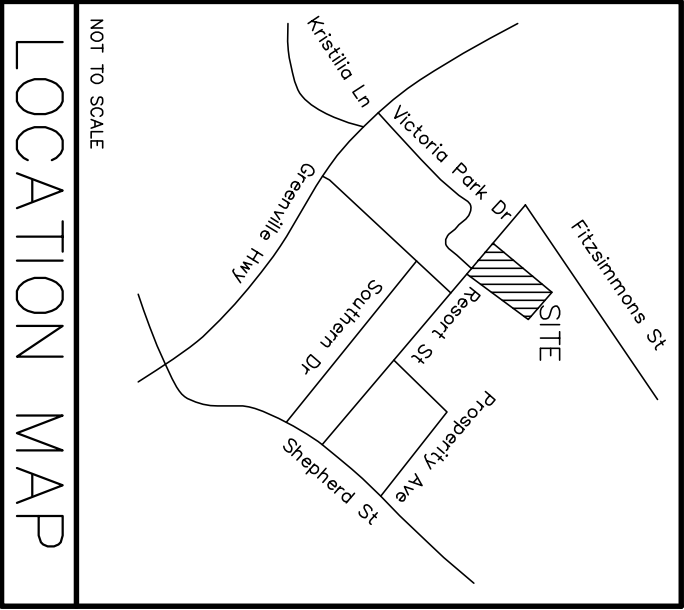 LOCATION MAP
NOT TO SCALE
Kristilia Ln
Victoria Park Dr
Fitzsimmons St
SITE
Greenville Hwy
Southern Dr
Resort St
Prosperity Ave
Shepherd St